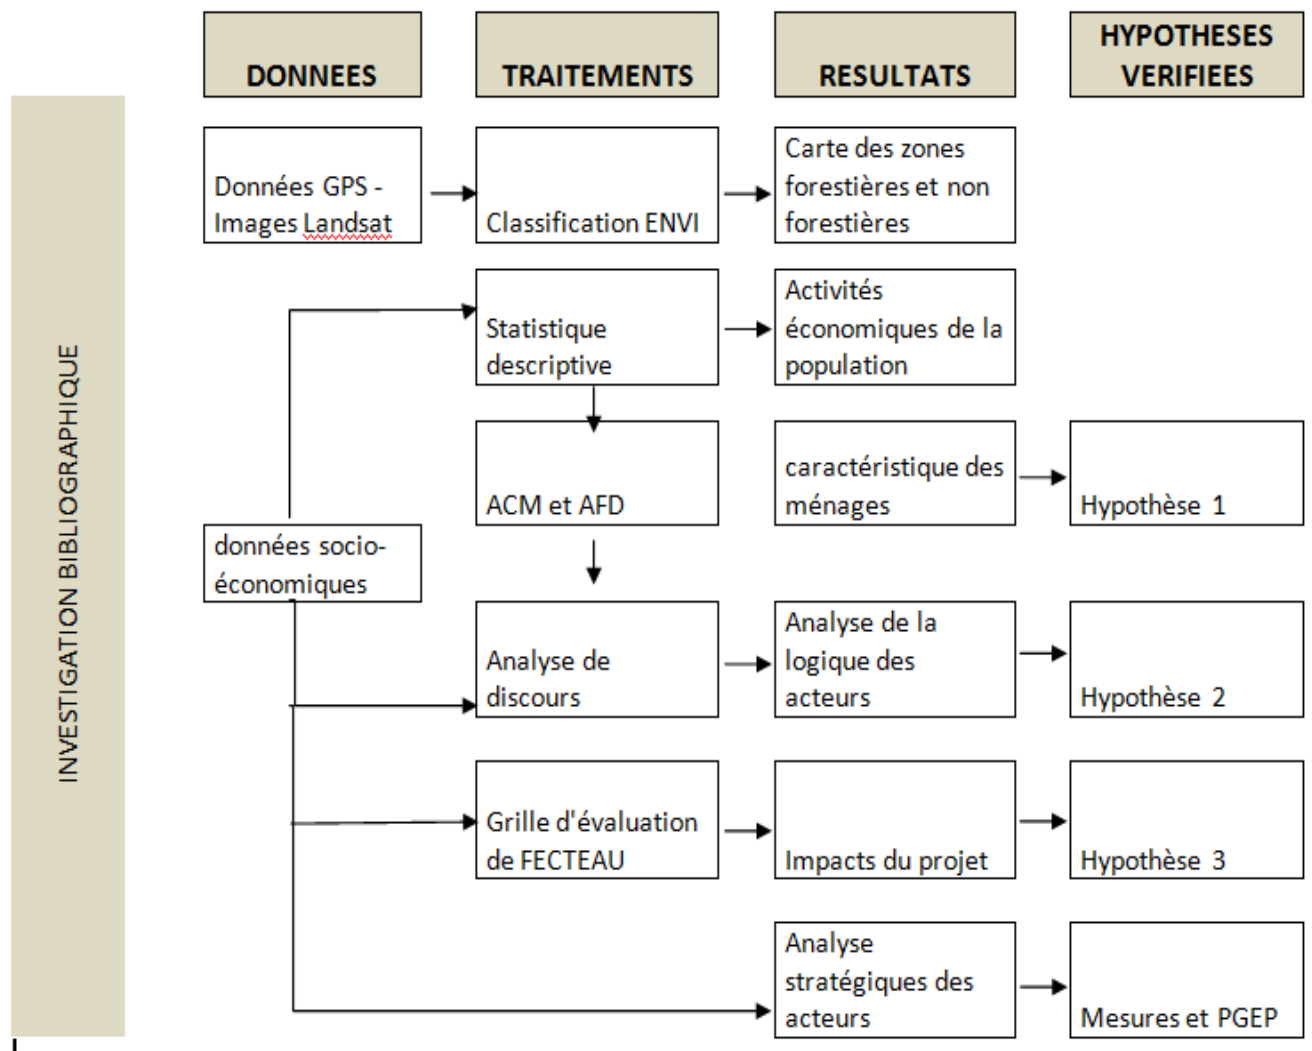 DONNEES
TRAITEMENTS
RESULTATS
HYPOTHESES
VERIFIEES
INVESTIGATION BIBLIOGRAPHIQUE
Données GPS -
Images Landsat
Classification ENVI
Carte des zones
forestières et non
forestières
Statistique
descriptive
Activités
économiques de la
population
ACM et AFD
caractéristique des
ménages
Hypothèse 1
données socio-
économiques
Analyse de
discours
Analyse de la
logique des
acteurs
Hypothèse 2
Grille d'évaluation
de FECTEAU
Impacts du projet
Hypothèse 3
Analyse
stratégiques des
acteurs
Mesures et PGEP